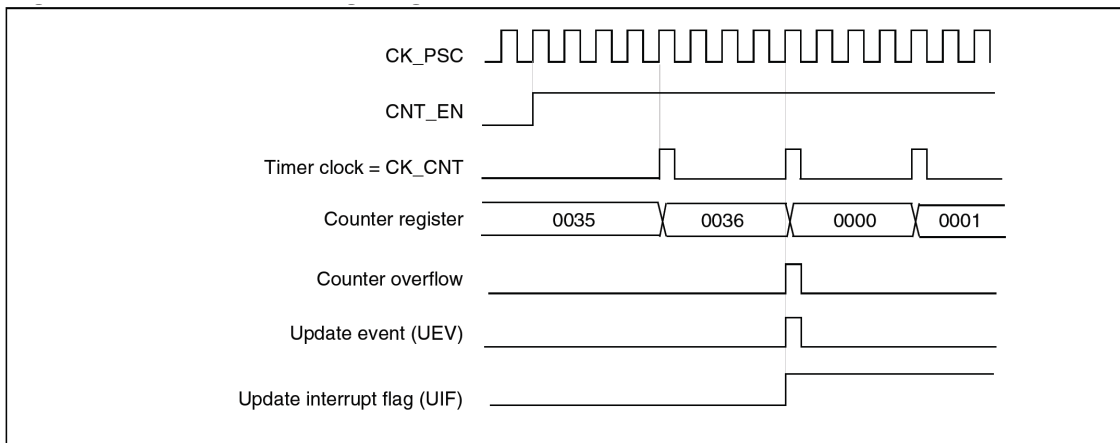 CK_PSC
CNT_EN
Timer clock = CK_CNT
Counter register 0035 0036 0000 0001
Counter overflow
Update event (UEV)
Update interrupt flag (UIF)